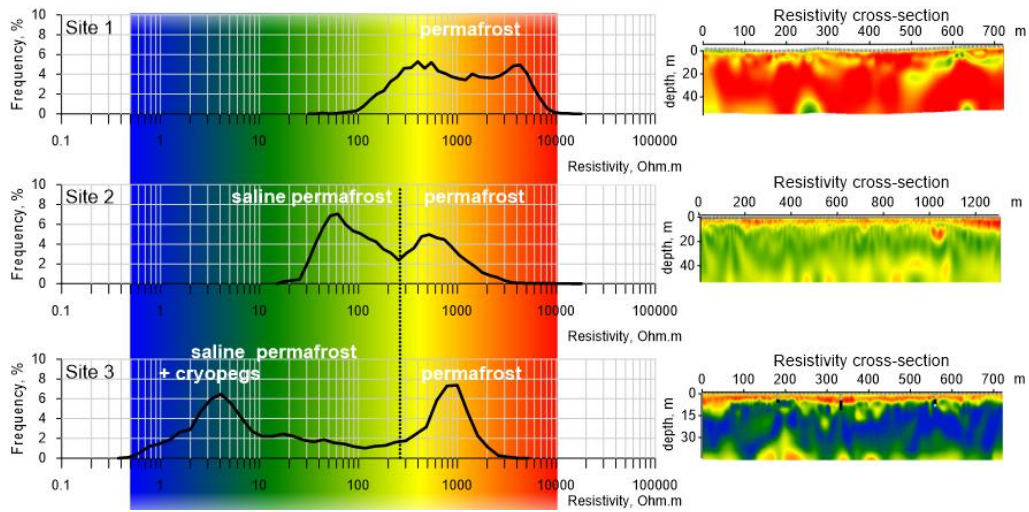 Site 1
permafrost
Frequency, %
10
8
6
4
2
0
0.1 1 10 100 1000 10000 100000
Resistivity, Ohm.m
Resistivity cross-section
0 100 200 300 400 500 600 700 m
depth, m
0
20
40
Site 2
saline permafrost permafrost
Frequency, %
10
8
6
4
2
0
0.1 1 10 100 1000 10000 100000
Resistivity, Ohm.m
Resistivity cross-section
0 200 400 600 800 1000 1200 m
depth, m
0
20
40
Site 3
saline permafrost
+ cryopegs
permafrost
Frequency, %
10
8
6
4
2
0
0.1 1 10 100 1000 10000 100000
Resistivity, Ohm.m
Resistivity cross-section
0 100 200 300 400 500 600 700 m
depth, m
0
15
30